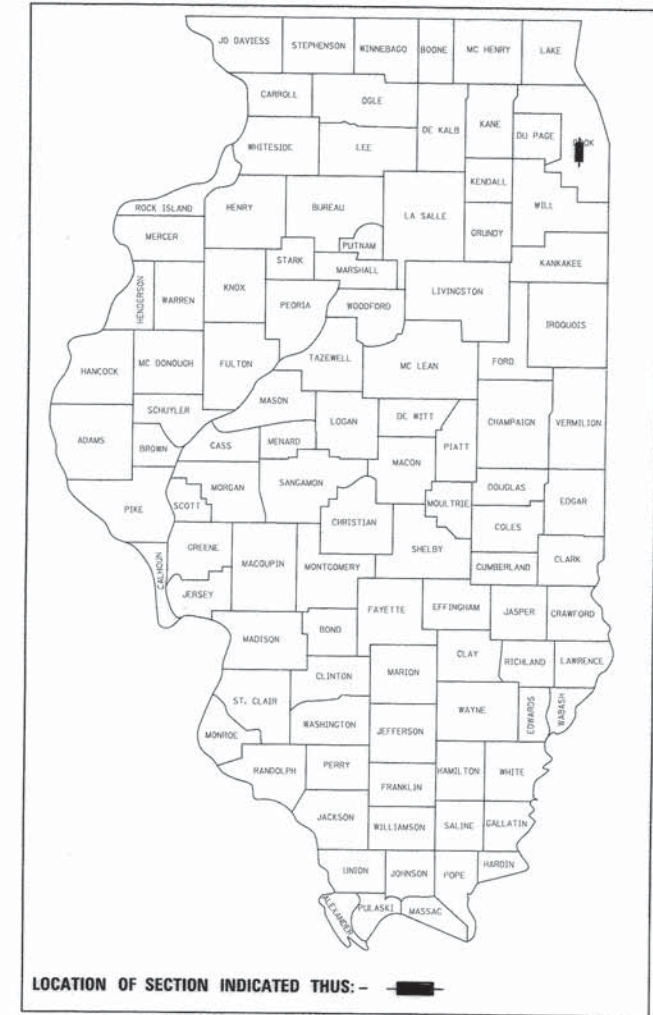 JO DAVIESS STEPHENSON WINNEBAGO BOONE MC HENRY LAKE
CARROLL OGLE DE KALB KANE DU PAGE
WHITESIDE LEE
KENDALL WILL
ROCK ISLAND HENRY BUREAU LA SALLE GRUNDY
MERCER PUTNAM KANKAKEE
STARK MARSHALL
HENDERSON WARREN KNOX PEORIA WOODFORD LIVINGSTON IROQUOIS
HANCOCK MC DONOUGH FULTON TAZEWELL MC LEAN FORD
SCHUYLER MASON LOGAN DE WITT CHAMPAIGN VERMILION
ADAMS BROWN CASS MENARD MACON PIATT
PIKE SCOTT MORGAN SANGAMON MOULTRIE DOUGLAS EDGAR
CHRISTIAN COLES
CALHOUN GREENE MACOUPIN MONTGOMERY SHELBY CUMBERLAND CLARK
JERSEY FAYETTE EFFINGHAM JASPER CRAWFORD
MADISON BOND CLAY RICHLAND LAWRENCE
CLINTON MARION
ST. CLAIR WAYNE EDWARDS WABASH
MONROE WASHINGTON JEFFERSON
RANDOLPH PERRY HAMILTON WHITE
FRANKLIN
JACKSON WILLIAMSON SALINE GALLATIN
UNION JOHNSON POPE HARDIN
ALEXANDER PULASKI MASSAC
LOCATION OF SECTION INDICATED THUS: -